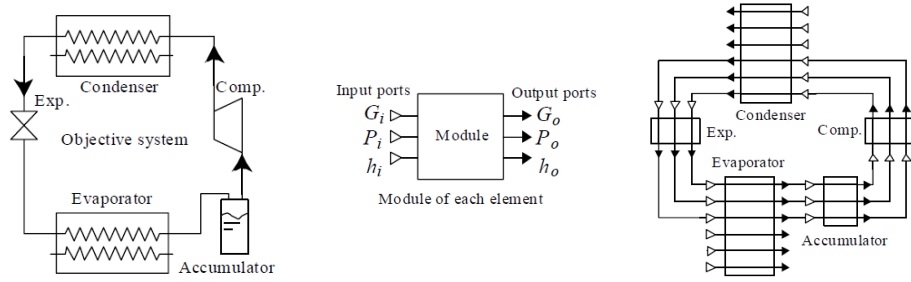 Condenser
Comp.
Exp.
Objective system
Evaporator
Accumulator
Input ports
Output ports
G_i
G_o
P_i
Module
P_o
h_i
h_o
Module of each element
Condenser
Exp.
Comp.
Evaporator
Accumulator